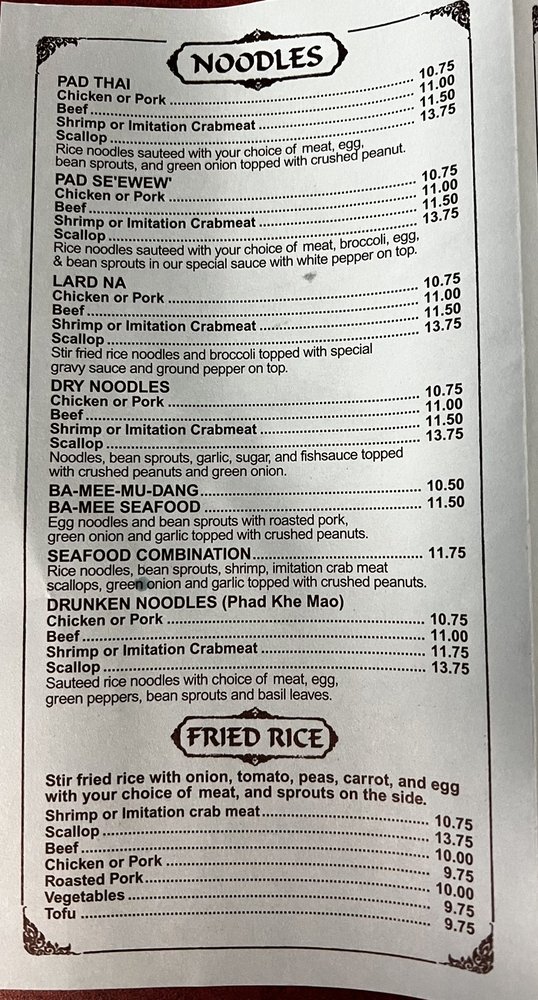 NOODLES
PAD THAI
Chicken or Pork 10.75
Beef 11.00
Shrimp or Imitation Crabmeat 11.50
Scallop 13.75
Rice noodles sauteed with your choice of meat, egg,
bean sprouts, and green onion topped with crushed peanut.
PAD SE'EWEW'
Chicken or Pork 10.75
Beef 11.00
Shrimp or Imitation Crabmeat 11.50
Scallop 13.75
Rice noodles sauteed with your choice of meat, broccoli, egg,
& bean sprouts in our special sauce with white pepper on top.
LARD NA
Chicken or Pork 10.75
Beef 11.00
Shrimp or Imitation Crabmeat 11.50
Scallop 13.75
Stir fried rice noodles and broccoli topped with special
gravy sauce and ground pepper on top.
DRY NOODLES
Chicken or Pork 10.75
Beef 11.00
Shrimp or Imitation Crabmeat 11.50
Scallop 13.75
Noodles, bean sprouts, garlic, sugar, and fishsauce topped
with crushed peanuts and green onion.
BA-MEE-MU-DANG 10.50
BA-MEE SEAFOOD 11.50
Egg noodles and bean sprouts with roasted pork,
green onion and garlic topped with crushed peanuts.
SEAFOOD COMBINATION 11.75
Rice noodles, bean sprouts, shrimp, imitation crab meat
scallops, green onion and garlic topped with crushed peanuts.
DRUNKEN NOODLES (Phad Khe Mao)
Chicken or Pork 10.75
Beef 11.00
Shrimp or Imitation Crabmeat 11.75
Scallop 13.75
Sauteed rice noodles with choice of meat, egg,
green peppers, bean sprouts and basil leaves.
FRIED RICE
Stir fried rice with onion, tomato, peas, carrot, and egg
with your choice of meat, and sprouts on the side.
Shrimp or Imitation crab meat 10.75
Scallop 13.75
Beef 10.00
Chicken or Pork 9.75
Roasted Pork 10.00
Vegetables 9.75
Tofu 9.75